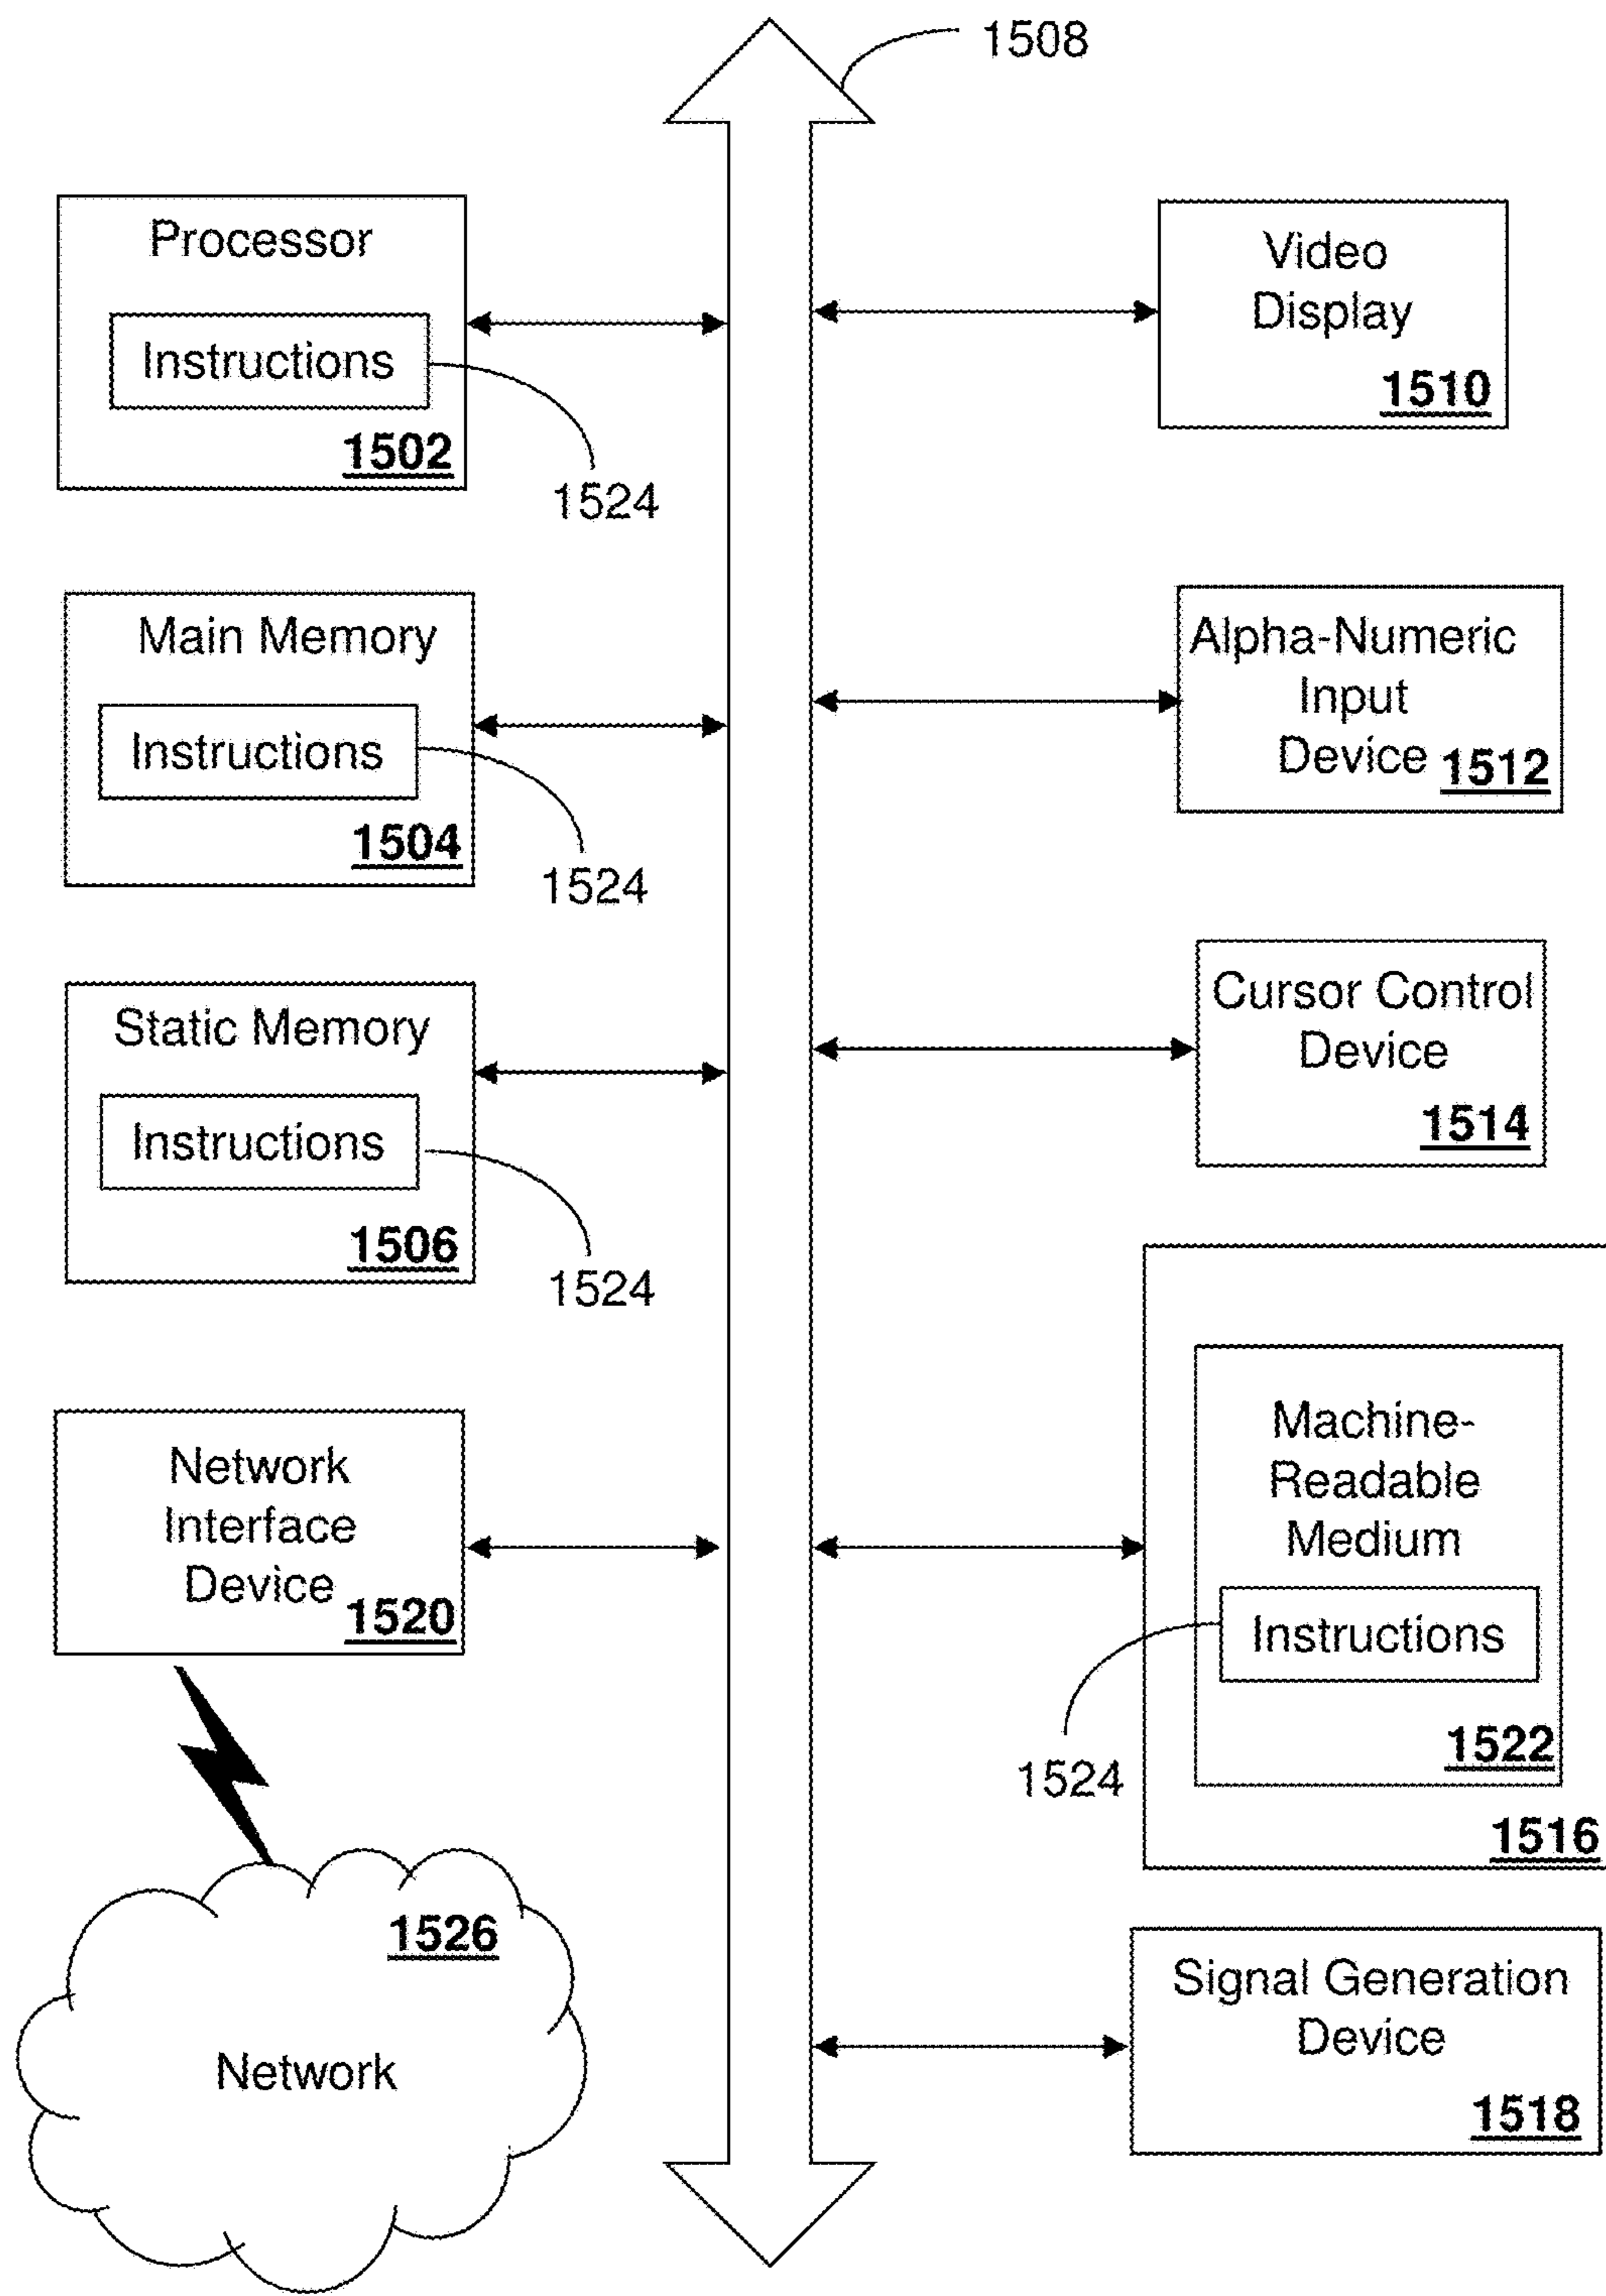 1508
Processor
Instructions
1502
1524
Video
Display
1510
Main Memory
Instructions
1504
1524
Alpha-Numeric
Input
Device 1512
Static Memory
Instructions
1506
1524
Cursor Control
Device
1514
Network
Interface
Device 1520
Machine-
Readable
Medium
Instructions
1522
1524
1516
1526
Network
Signal Generation
Device
1518